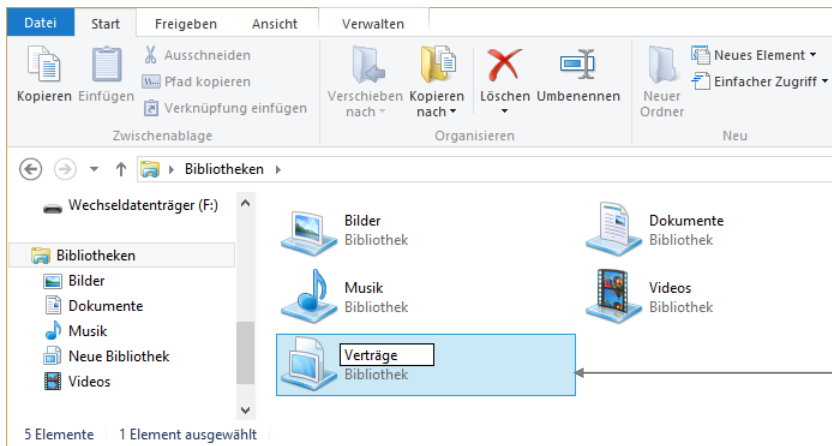 Datei Start Freigeben Ansicht Verwalten
Kopieren Einfügen
Ausschneiden
Pfad kopieren
Verknüpfung einfügen
Zwischenablage
Verschieben nach
Kopieren nach
Löschen
Umbenennen
Organisieren
Neuer Ordner
Neues Element
Einfacher Zugriff
Neu
Bibliotheken
Wechseldatenträger (F:)
Bibliotheken
Bilder
Dokumente
Musik
Neue Bibliothek
Videos
Bilder
Bibliothek
Dokumente
Bibliothek
Musik
Bibliothek
Videos
Bibliothek
Verträge
Bibliothek
5 Elemente 1 Element ausgewählt